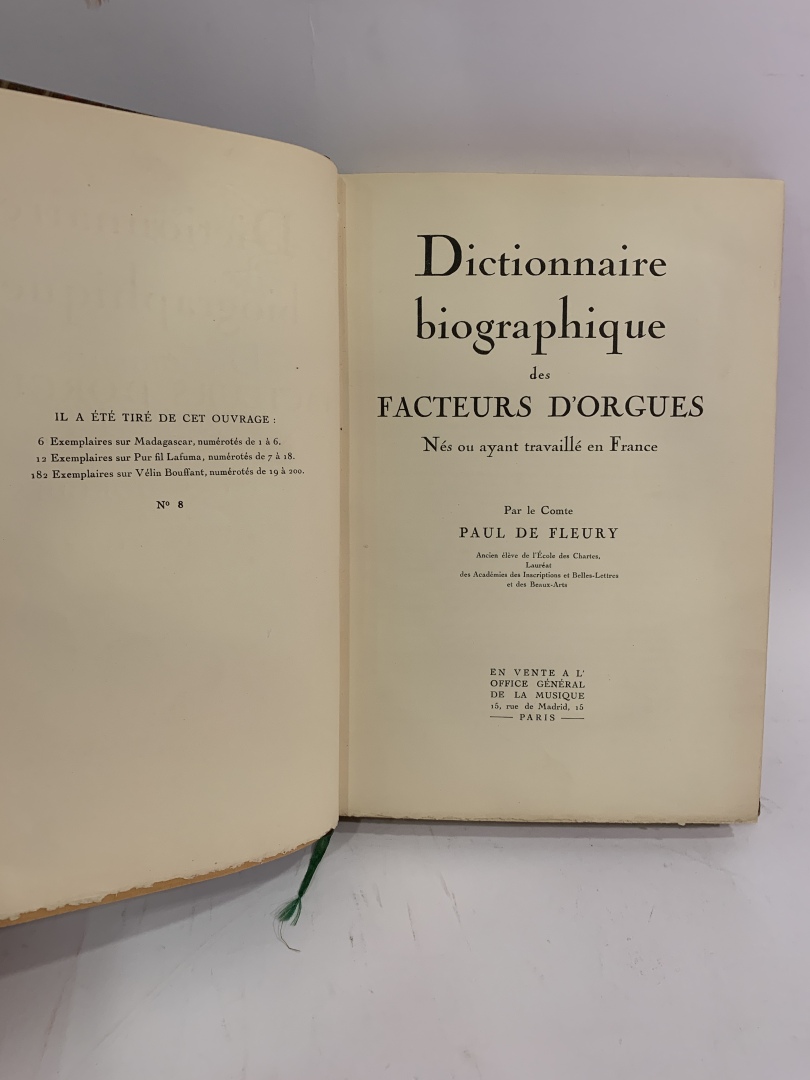 IL A ÉTÉ TIRÉ DE CET OUVRAGE :
6 Exemplaires sur Madagascar, numérotés de 1 à 6.
12 Exemplaires sur Pur fil Lafuma, numérotés de 7 à 18.
182 Exemplaires sur Vélin Bouffant, numérotés de 19 à 200.
Nº 8
Dictionnaire
biographique
des
FACTEURS D'ORGUES
Nés ou ayant travaillé en France
Par le Comte
PAUL DE FLEURY
Ancien élève de l'École des Chartes,
Lauréat
des Académies des Inscriptions et Belles-Lettres
et des Beaux-Arts
EN VENTE A L'
OFFICE GÉNÉRAL
DE LA MUSIQUE
15, rue de Madrid, 15
— PARIS —